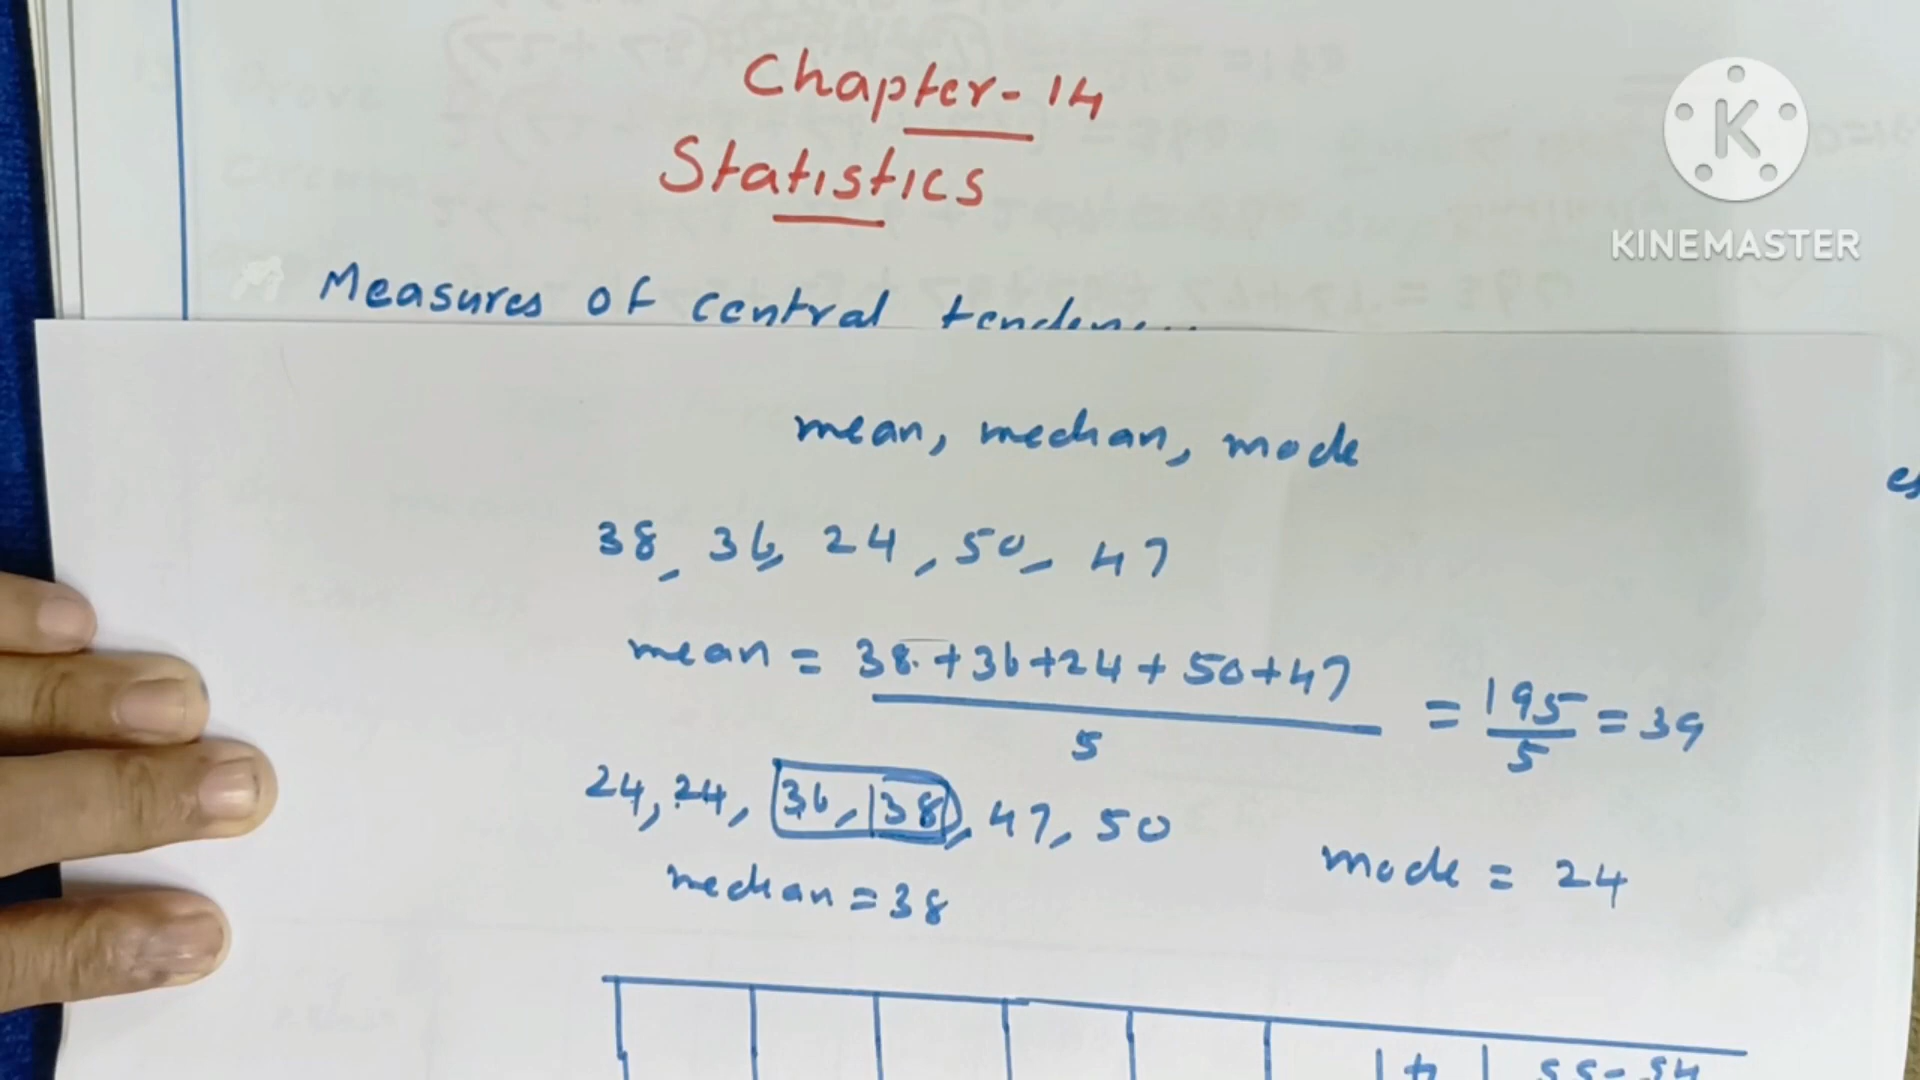 Chapter-14
Statistics
K
KINEMASTER
Measures of central
mean, median, mode
38, 36, 24, 50, 47
mean = 38+36+24+50+47 / 5 = 195/5 = 39
24, 24, 36, 38, 47, 50
median = 38
mode = 24